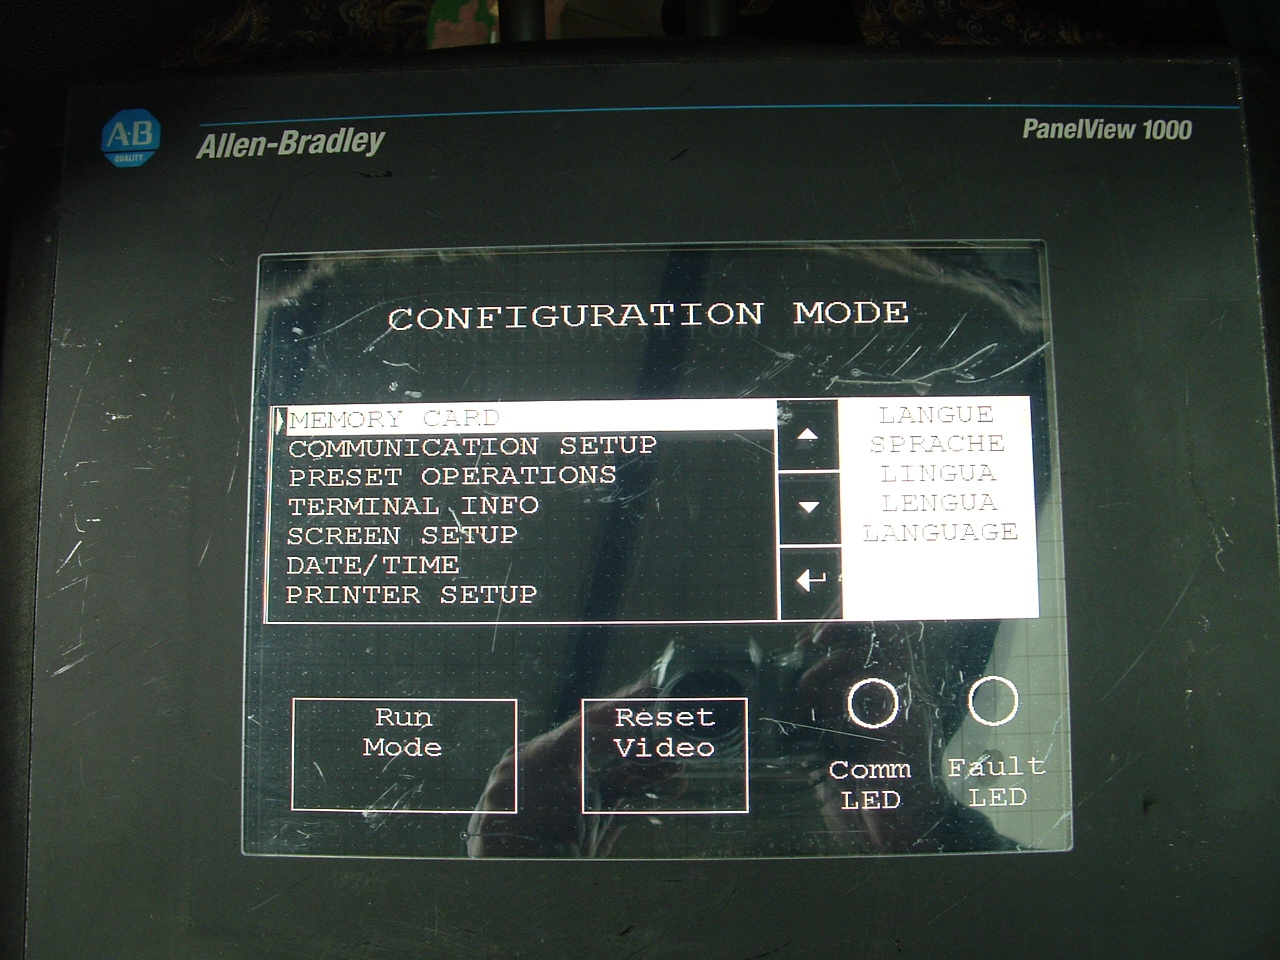 A-B
QUALITY
Allen-Bradley
PanelView 1000
CONFIGURATION MODE
MEMORY CARD
COMMUNICATION SETUP
PRESET OPERATIONS
TERMINAL INFO
SCREEN SETUP
DATE/TIME
PRINTER SETUP
LANGUE
SPRACHE
LINGUA
LENGUA
LANGUAGE
Run
Mode
Reset
Video
Comm
LED
Fault
LED